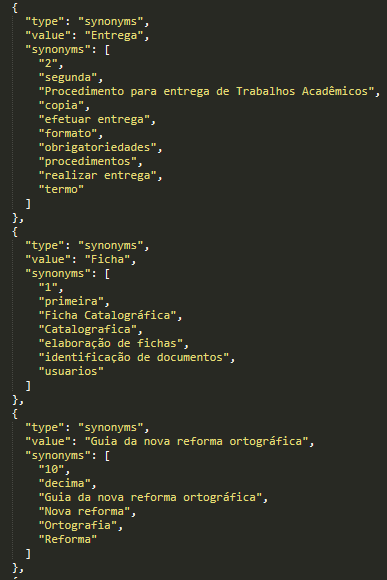 {
"type": "synonyms",
"value": "Entrega",
"synonyms": [
"2",
"segunda",
"Procedimento para entrega de Trabalhos Acadêmicos",
"copia",
"efetuar entrega",
"formato",
"obrigatoriedades",
"procedimentos",
"realizar entrega",
"termo"
]
},
{
"type": "synonyms",
"value": "Ficha",
"synonyms": [
"1",
"primeira",
"Ficha Catalográfica",
"Catalografica",
"elaboração de fichas",
"identificação de documentos",
"usuarios"
]
},
{
"type": "synonyms",
"value": "Guia da nova reforma ortográfica",
"synonyms": [
"10",
"decima",
"Guia da nova reforma ortográfica",
"Nova reforma",
"Ortografia",
"Reforma"
]
},